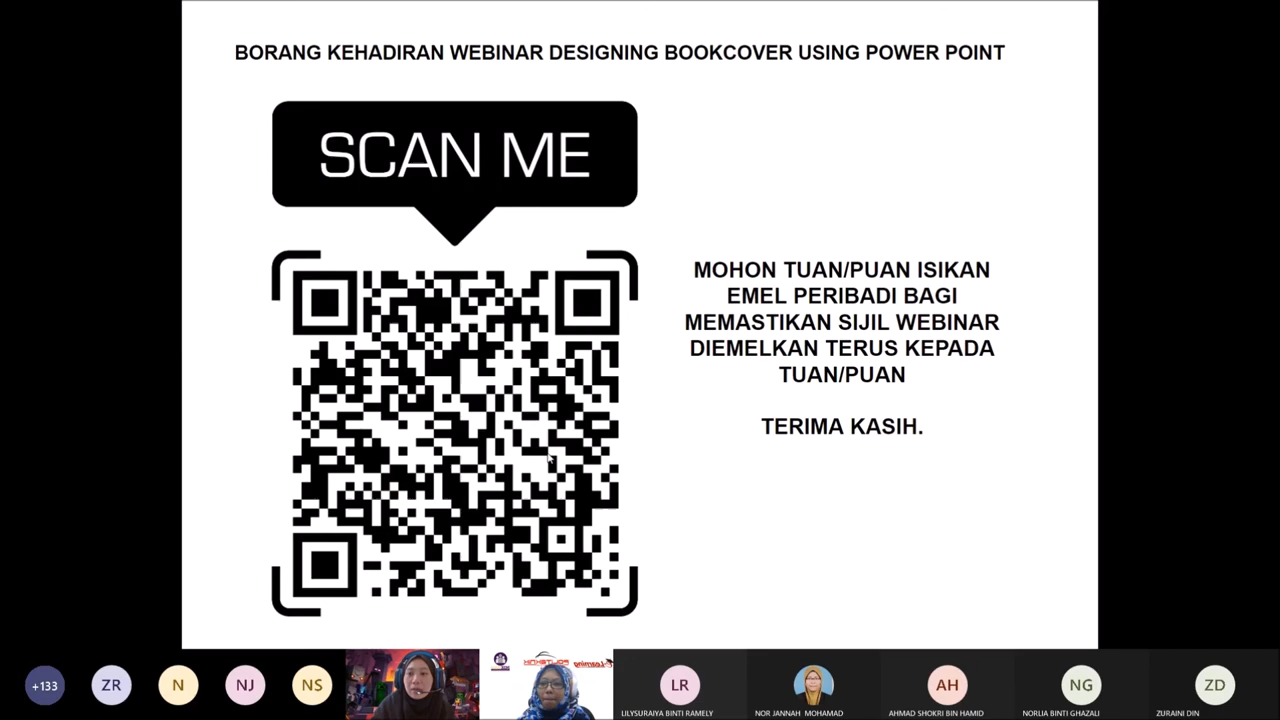 BORANG KEHADIRAN WEBINAR DESIGNING BOOKCOVER USING POWER POINT
SCAN ME
MOHON TUAN/PUAN ISIKAN
EMEL PERIBADI BAGI
MEMASTIKAN SIJIL WEBINAR
DIEMELKAN TERUS KEPADA
TUAN/PUAN
TERIMA KASIH.
+133
ZR
N
NJ
NS
LR
AH
NG
ZD
LILYSURAIYA BINTI RAMELY
NOR JANNAH MOHAMAD
AHMAD SHOKRI BIN HAMID
NORLIA BINTI GHAZALI
ZURAINI DIN